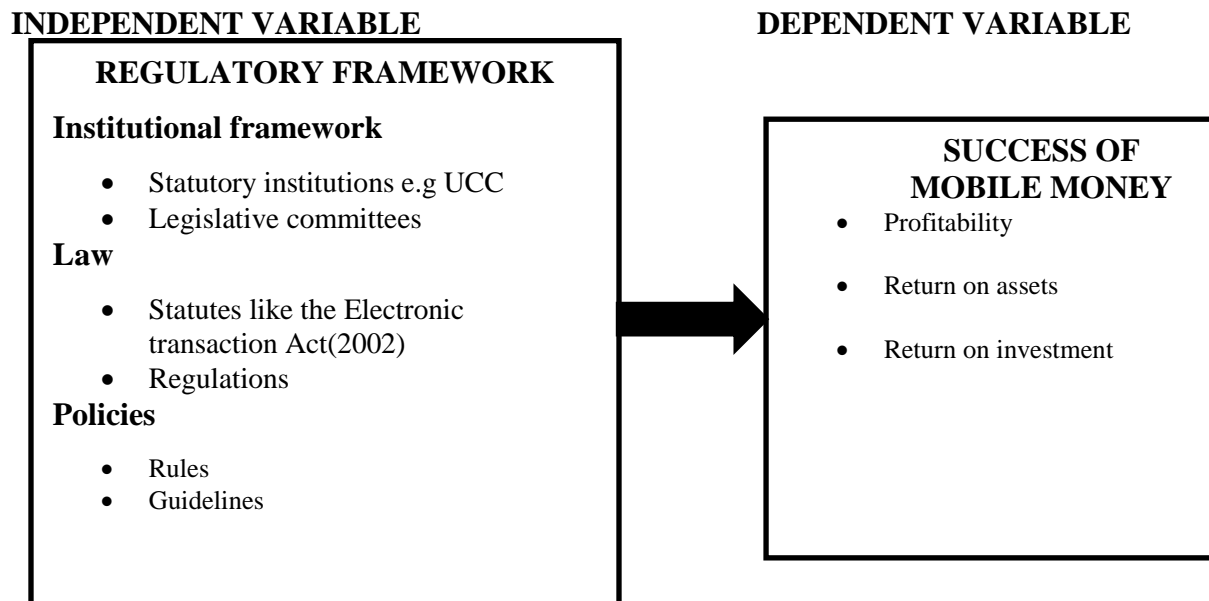 INDEPENDENT VARIABLE
REGULATORY FRAMEWORK
Institutional framework
• Statutory institutions e.g UCC
• Legislative committees
Law
• Statutes like the Electronic
transaction Act(2002)
• Regulations
Policies
• Rules
• Guidelines
DEPENDENT VARIABLE
SUCCESS OF
MOBILE MONEY
• Profitability
• Return on assets
• Return on investment